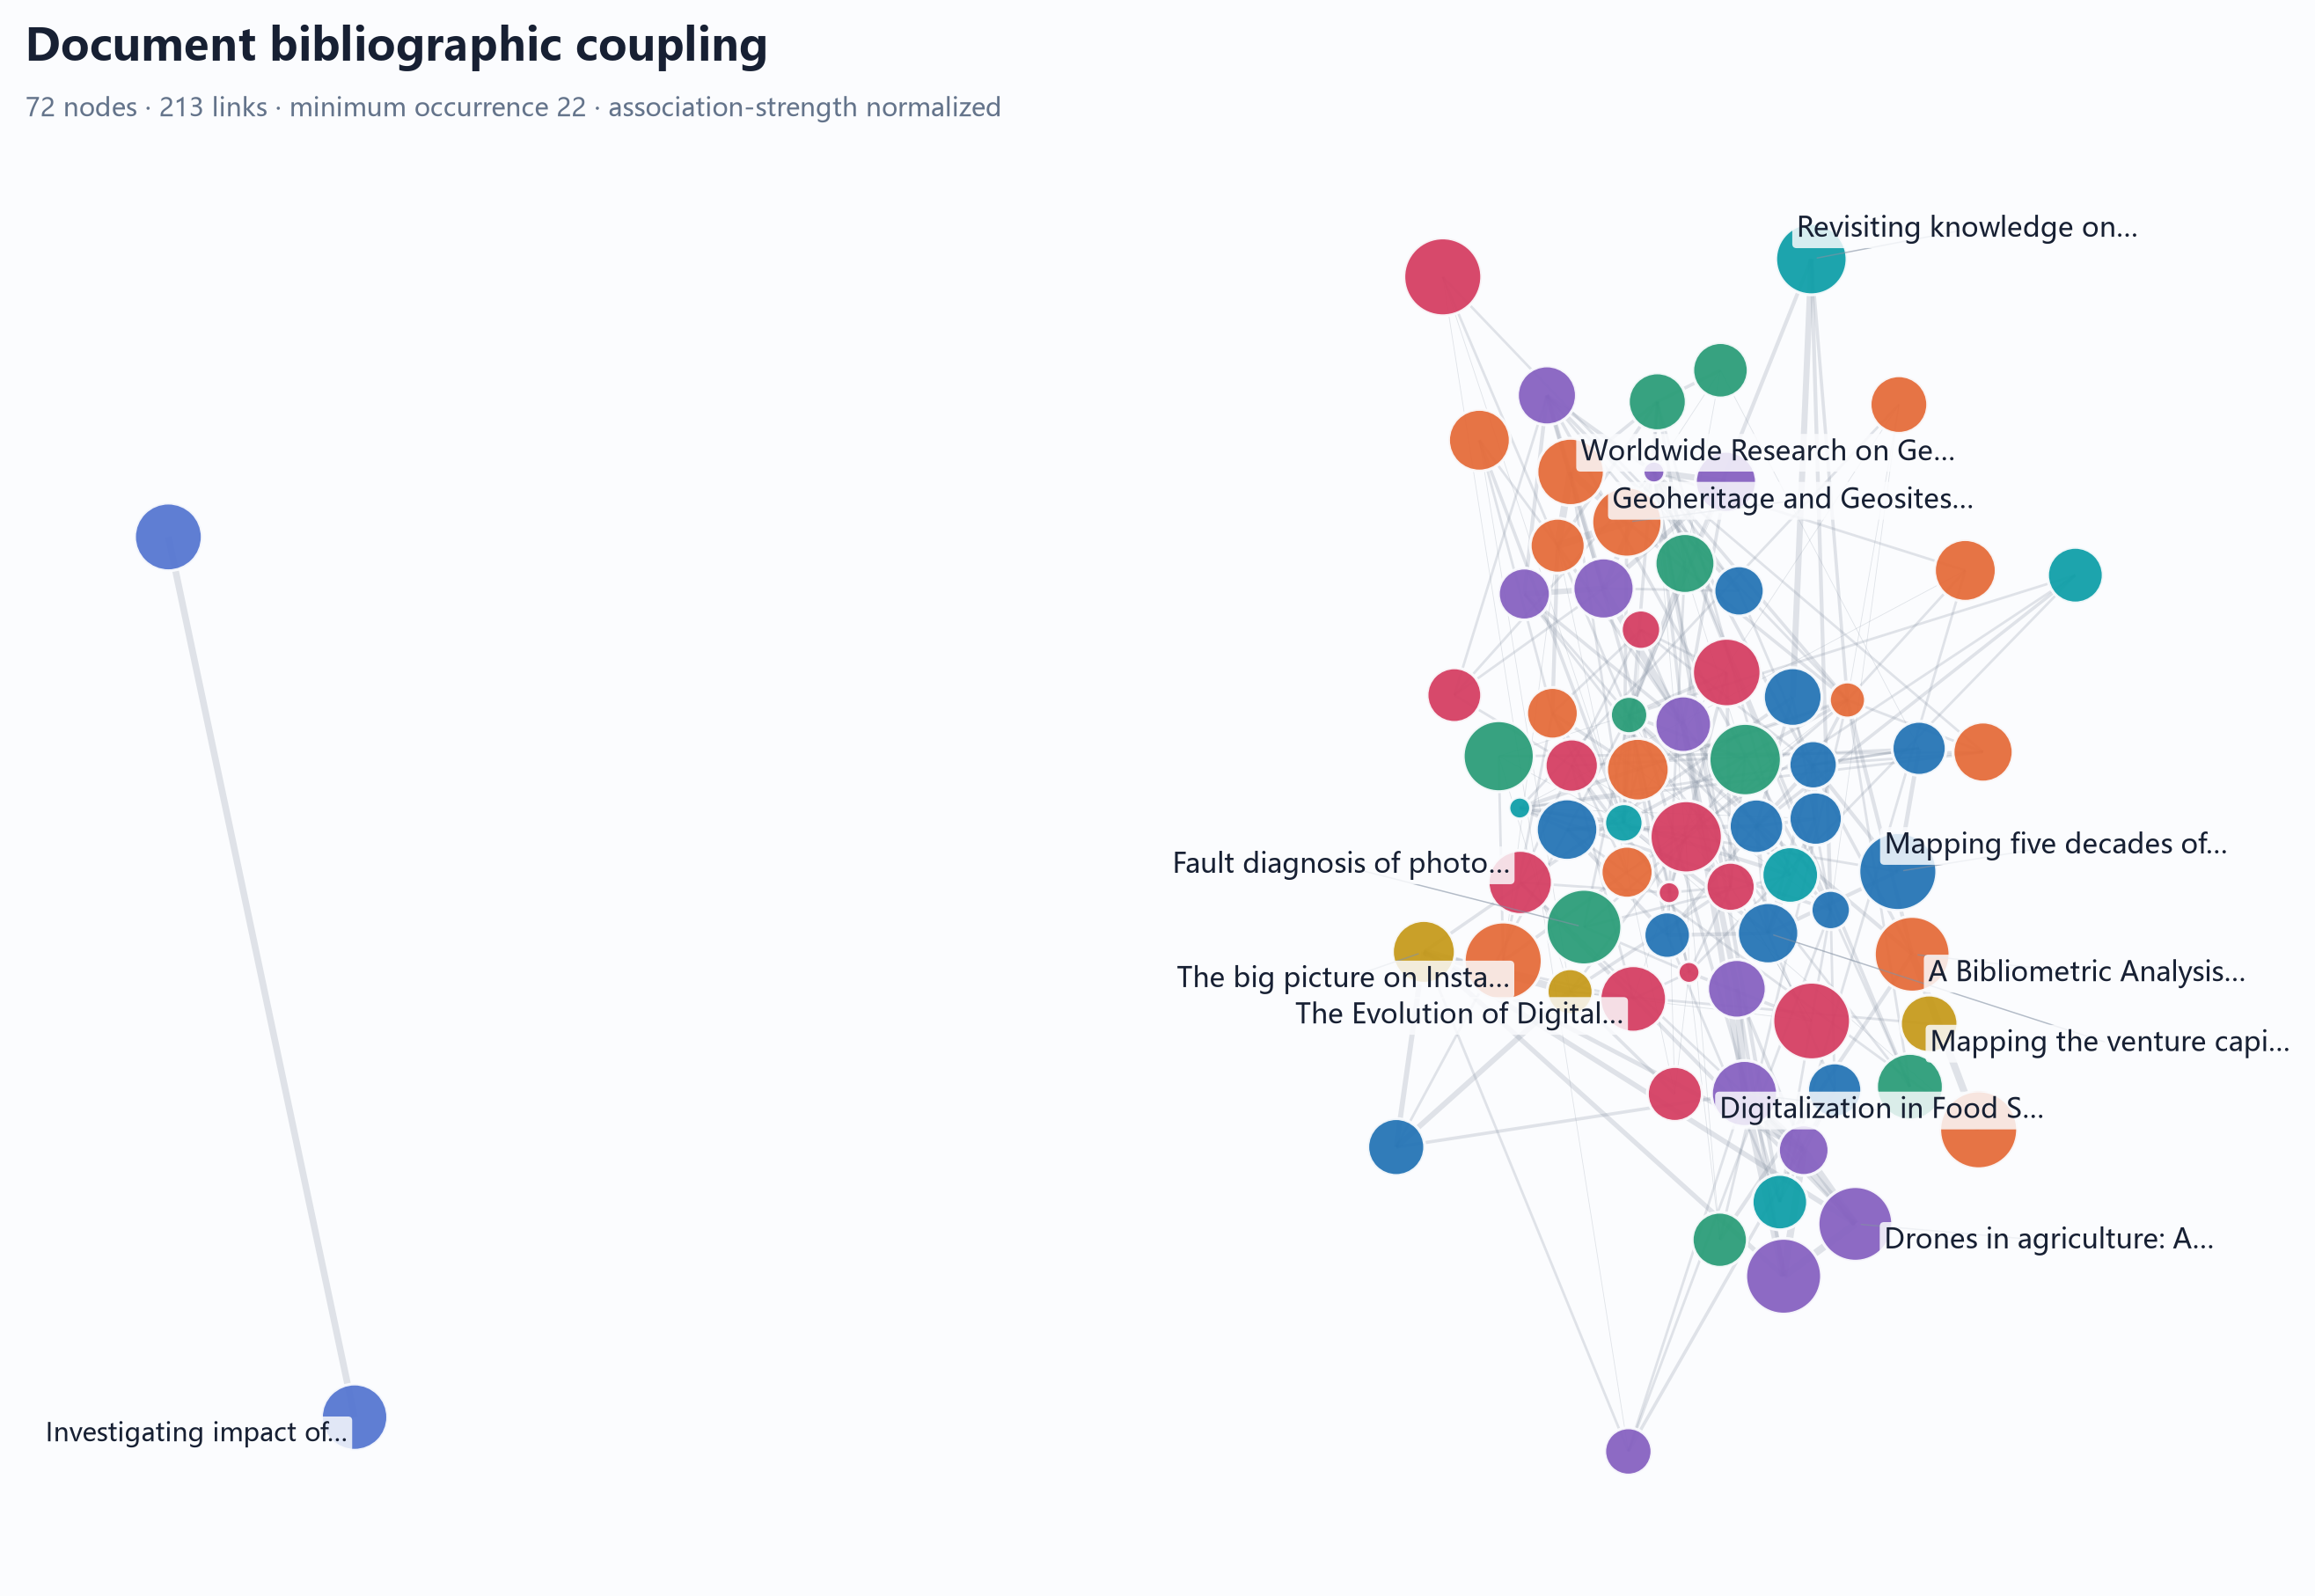 Document bibliographic coupling
72 nodes · 213 links · minimum occurrence 22 · association-strength normalized
Revisiting knowledge on...
Worldwide Research on Ge...
Geoheritage and Geosites...
Mapping five decades of...
Fault diagnosis of photo...
A Bibliometric Analysis...
The big picture on Insta...
The Evolution of Digital...
Mapping the venture capi...
Digitalization in Food S...
Drones in agriculture: A...
Investigating impact of...